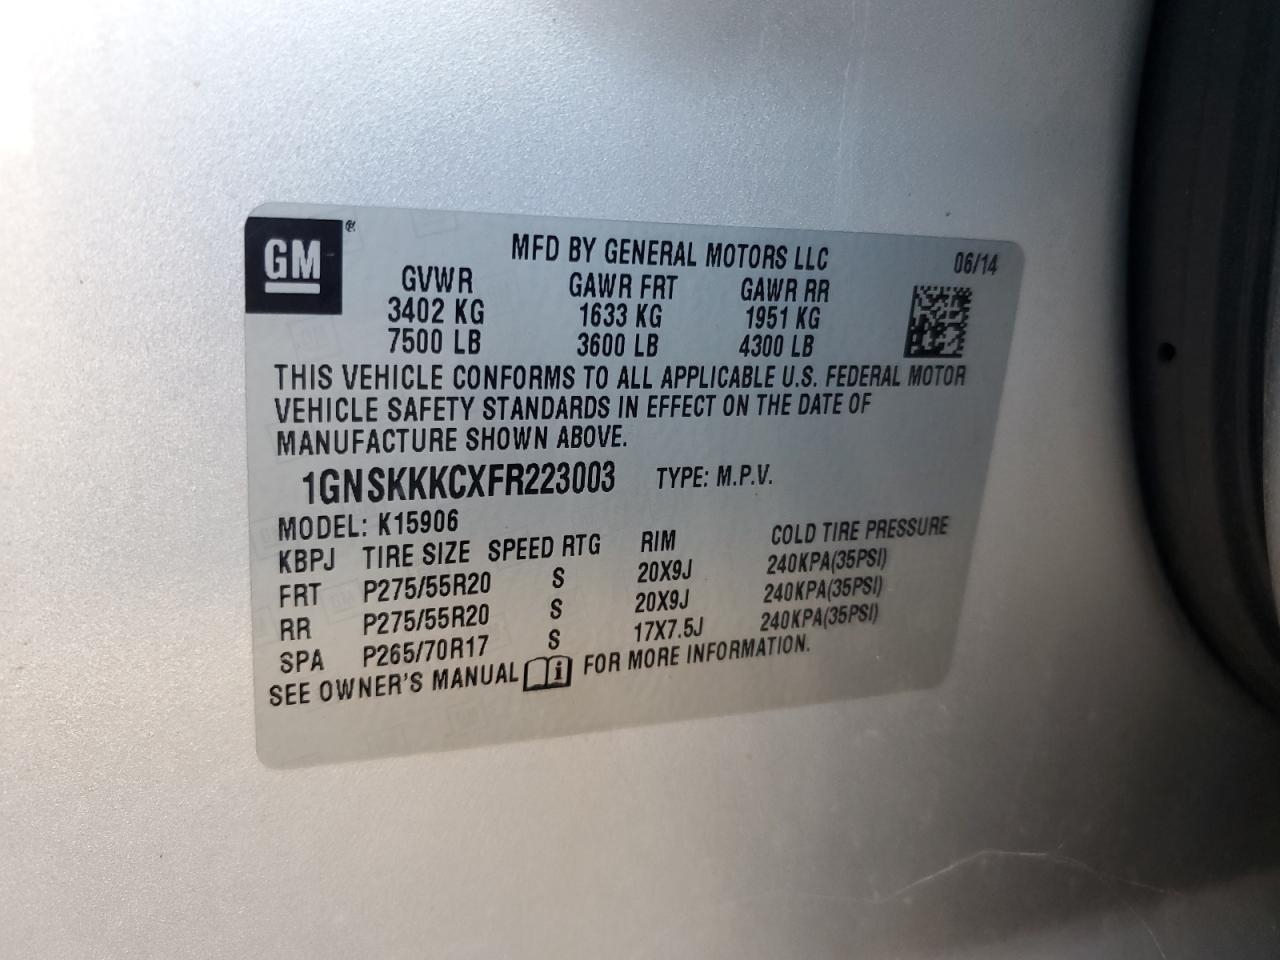 GM®
MFD BY GENERAL MOTORS LLC 06/14
GVWR GAWR FRT GAWR RR
3402 KG 1633 KG 1951 KG
7500 LB 3600 LB 4300 LB
THIS VEHICLE CONFORMS TO ALL APPLICABLE U.S. FEDERAL MOTOR
VEHICLE SAFETY STANDARDS IN EFFECT ON THE DATE OF
MANUFACTURE SHOWN ABOVE.
1GNSKKKCXFR223003 TYPE: M.P.V.
MODEL: K15906
KBPJ TIRE SIZE SPEED RTG RIM COLD TIRE PRESSURE
FRT P275/55R20 S 20X9J 240KPA(35PSI)
RR P275/55R20 S 20X9J 240KPA(35PSI)
SPA P265/70R17 S 17X7.5J 240KPA(35PSI)
SEE OWNER'S MANUAL i FOR MORE INFORMATION.